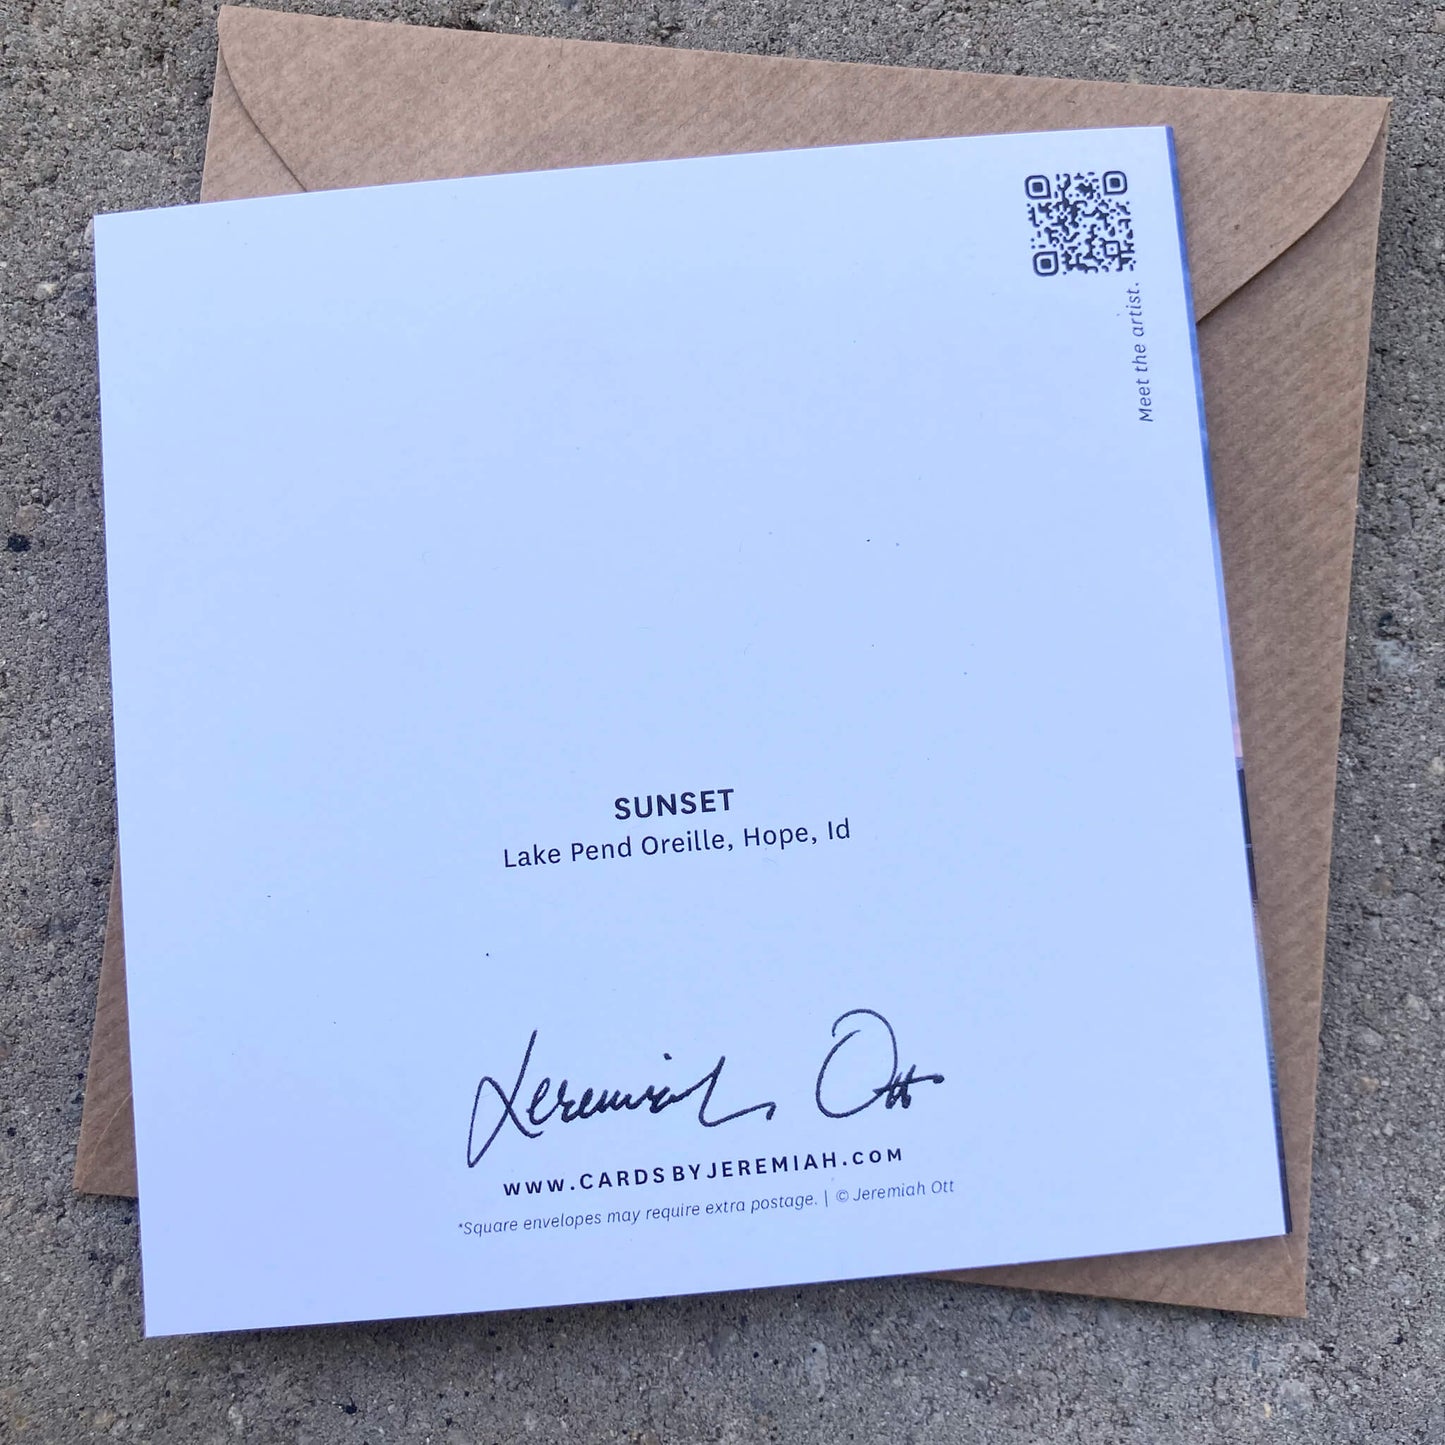 Meet the artist.
SUNSET
Lake Pend Oreille, Hope, Id
Jeremiah Ott
WWW.CARDSBYJEREMIAH.COM
*Square envelopes may require extra postage. | © Jeremiah Ott